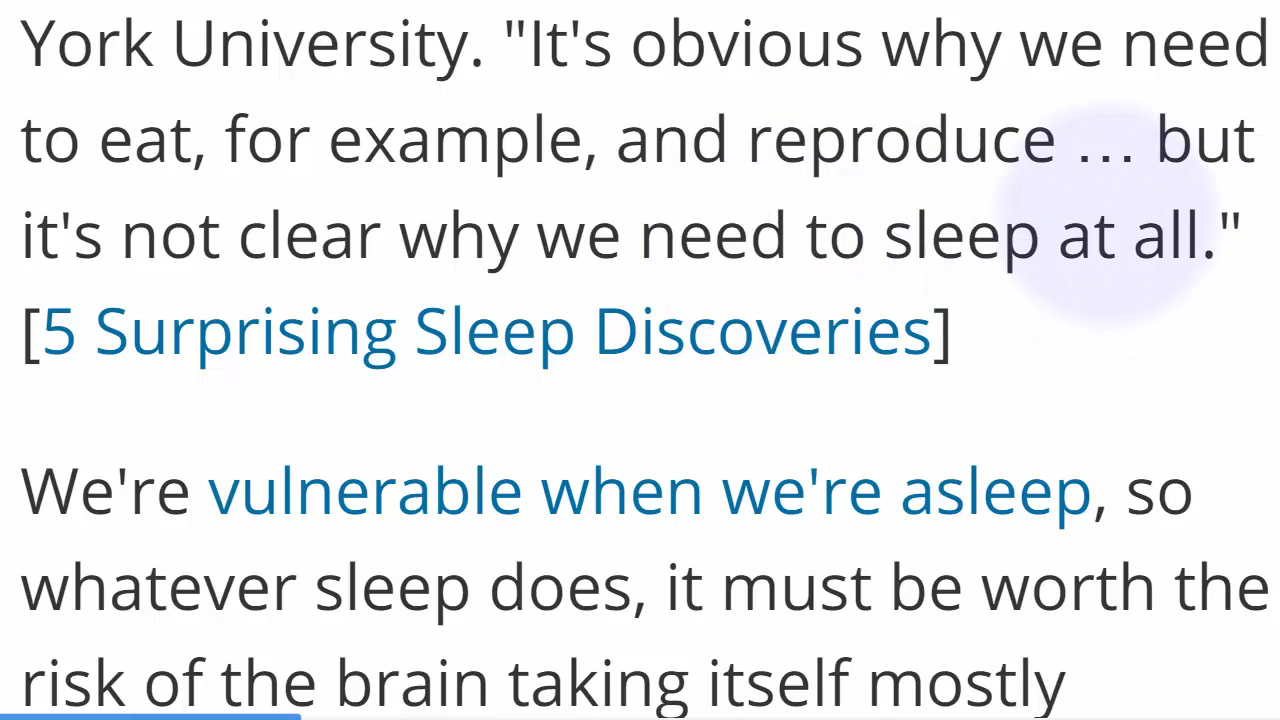 York University. "It's obvious why we need
to eat, for example, and reproduce … but
it's not clear why we need to sleep at all."
[5 Surprising Sleep Discoveries]
We're vulnerable when we're asleep, so
whatever sleep does, it must be worth the
risk of the brain taking itself mostly